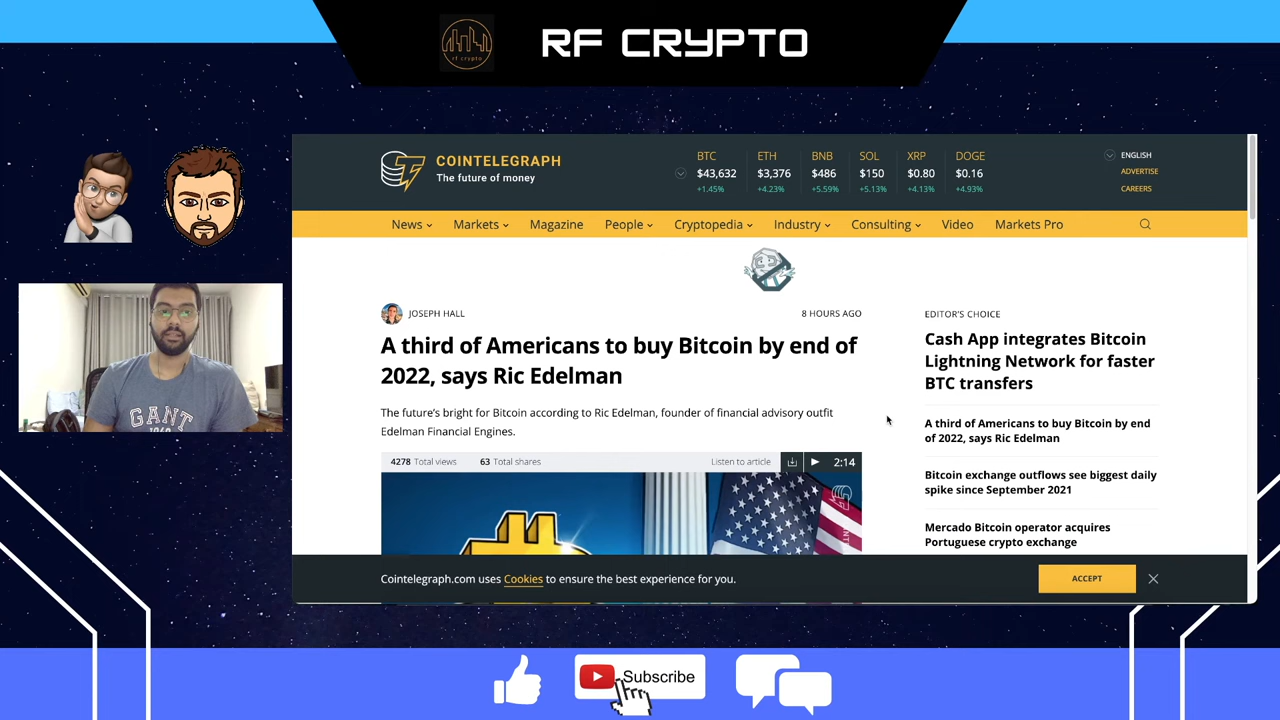 RF CRYPTO
rf crypto
COINTELEGRAPH
The future of money
BTC ETH BNB SOL XRP DOGE
$43,632 $3,376 $486 $150 $0.80 $0.16
+1.45% +4.23% +5.59% +5.13% +4.13% +4.93%
ENGLISH
ADVERTISE
CAREERS
News Markets Magazine People Cryptopedia Industry Consulting Video Markets Pro
JOSEPH HALL 8 HOURS AGO
A third of Americans to buy Bitcoin by end of
2022, says Ric Edelman
The future's bright for Bitcoin according to Ric Edelman, founder of financial advisory outfit
Edelman Financial Engines.
4278 Total views 63 Total shares Listen to article 2:14
EDITOR'S CHOICE
Cash App integrates Bitcoin
Lightning Network for faster
BTC transfers
A third of Americans to buy Bitcoin by end
of 2022, says Ric Edelman
Bitcoin exchange outflows see biggest daily
spike since September 2021
Mercado Bitcoin operator acquires
Portuguese crypto exchange
Cointelegraph.com uses Cookies to ensure the best experience for you.
ACCEPT
GANT
Subscribe